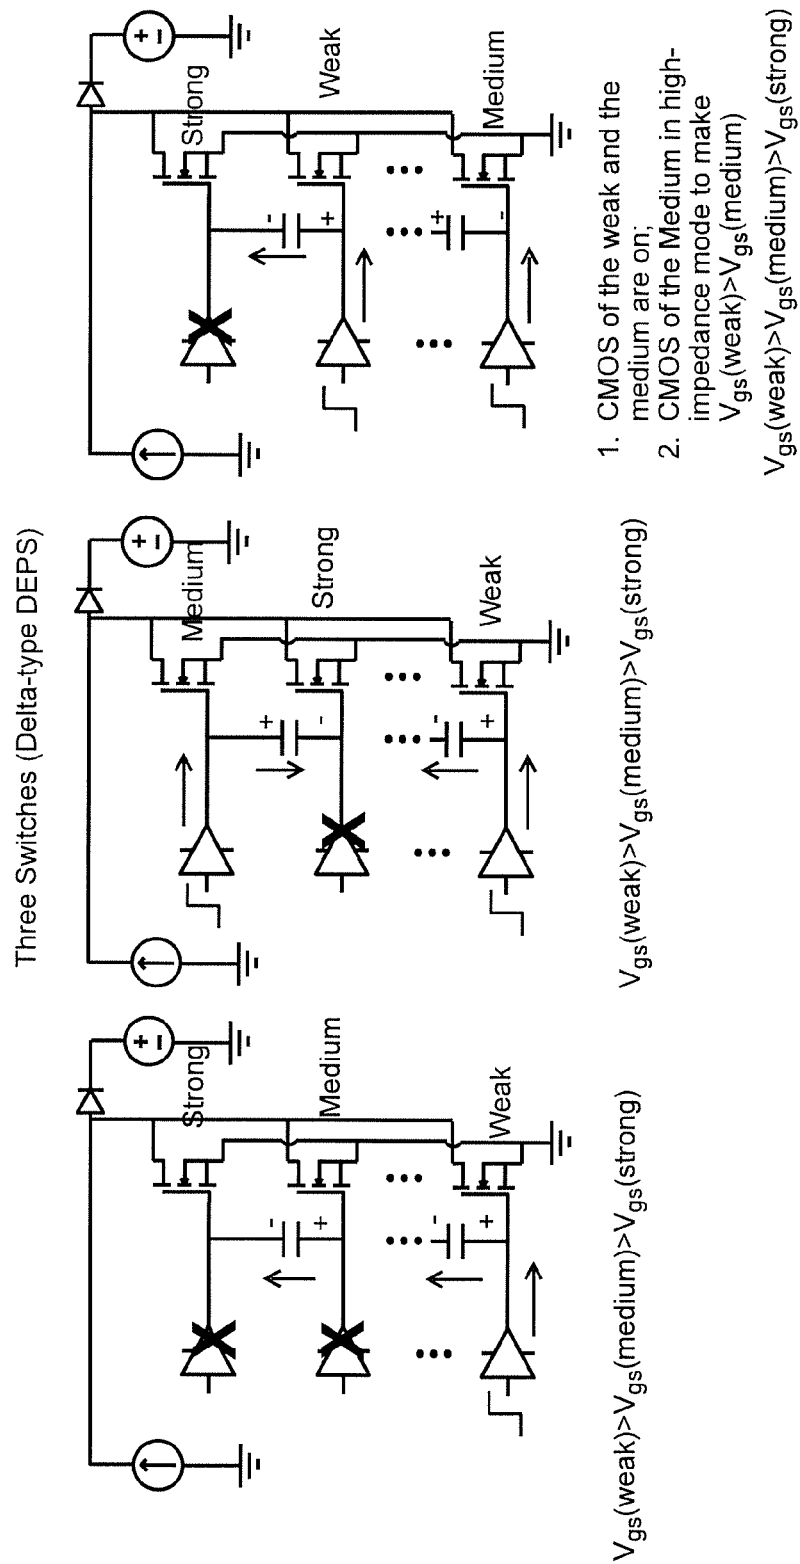 Three Switches (Delta-type DEPS)
Strong
Medium
Weak
+
-
-
+
-
+
Vgs(weak)>Vgs(medium)>Vgs(strong)
Medium
Strong
Weak
+
-
+
-
-
+
Vgs(weak)>Vgs(medium)>Vgs(strong)
Strong
Weak
Medium
+
-
-
+
+
-
1. CMOS of the weak and the
medium are on;
2. CMOS of the Medium in high-
impedance mode to make
Vgs(weak)>Vgs(medium)
Vgs(weak)>Vgs(medium)>Vgs(strong)